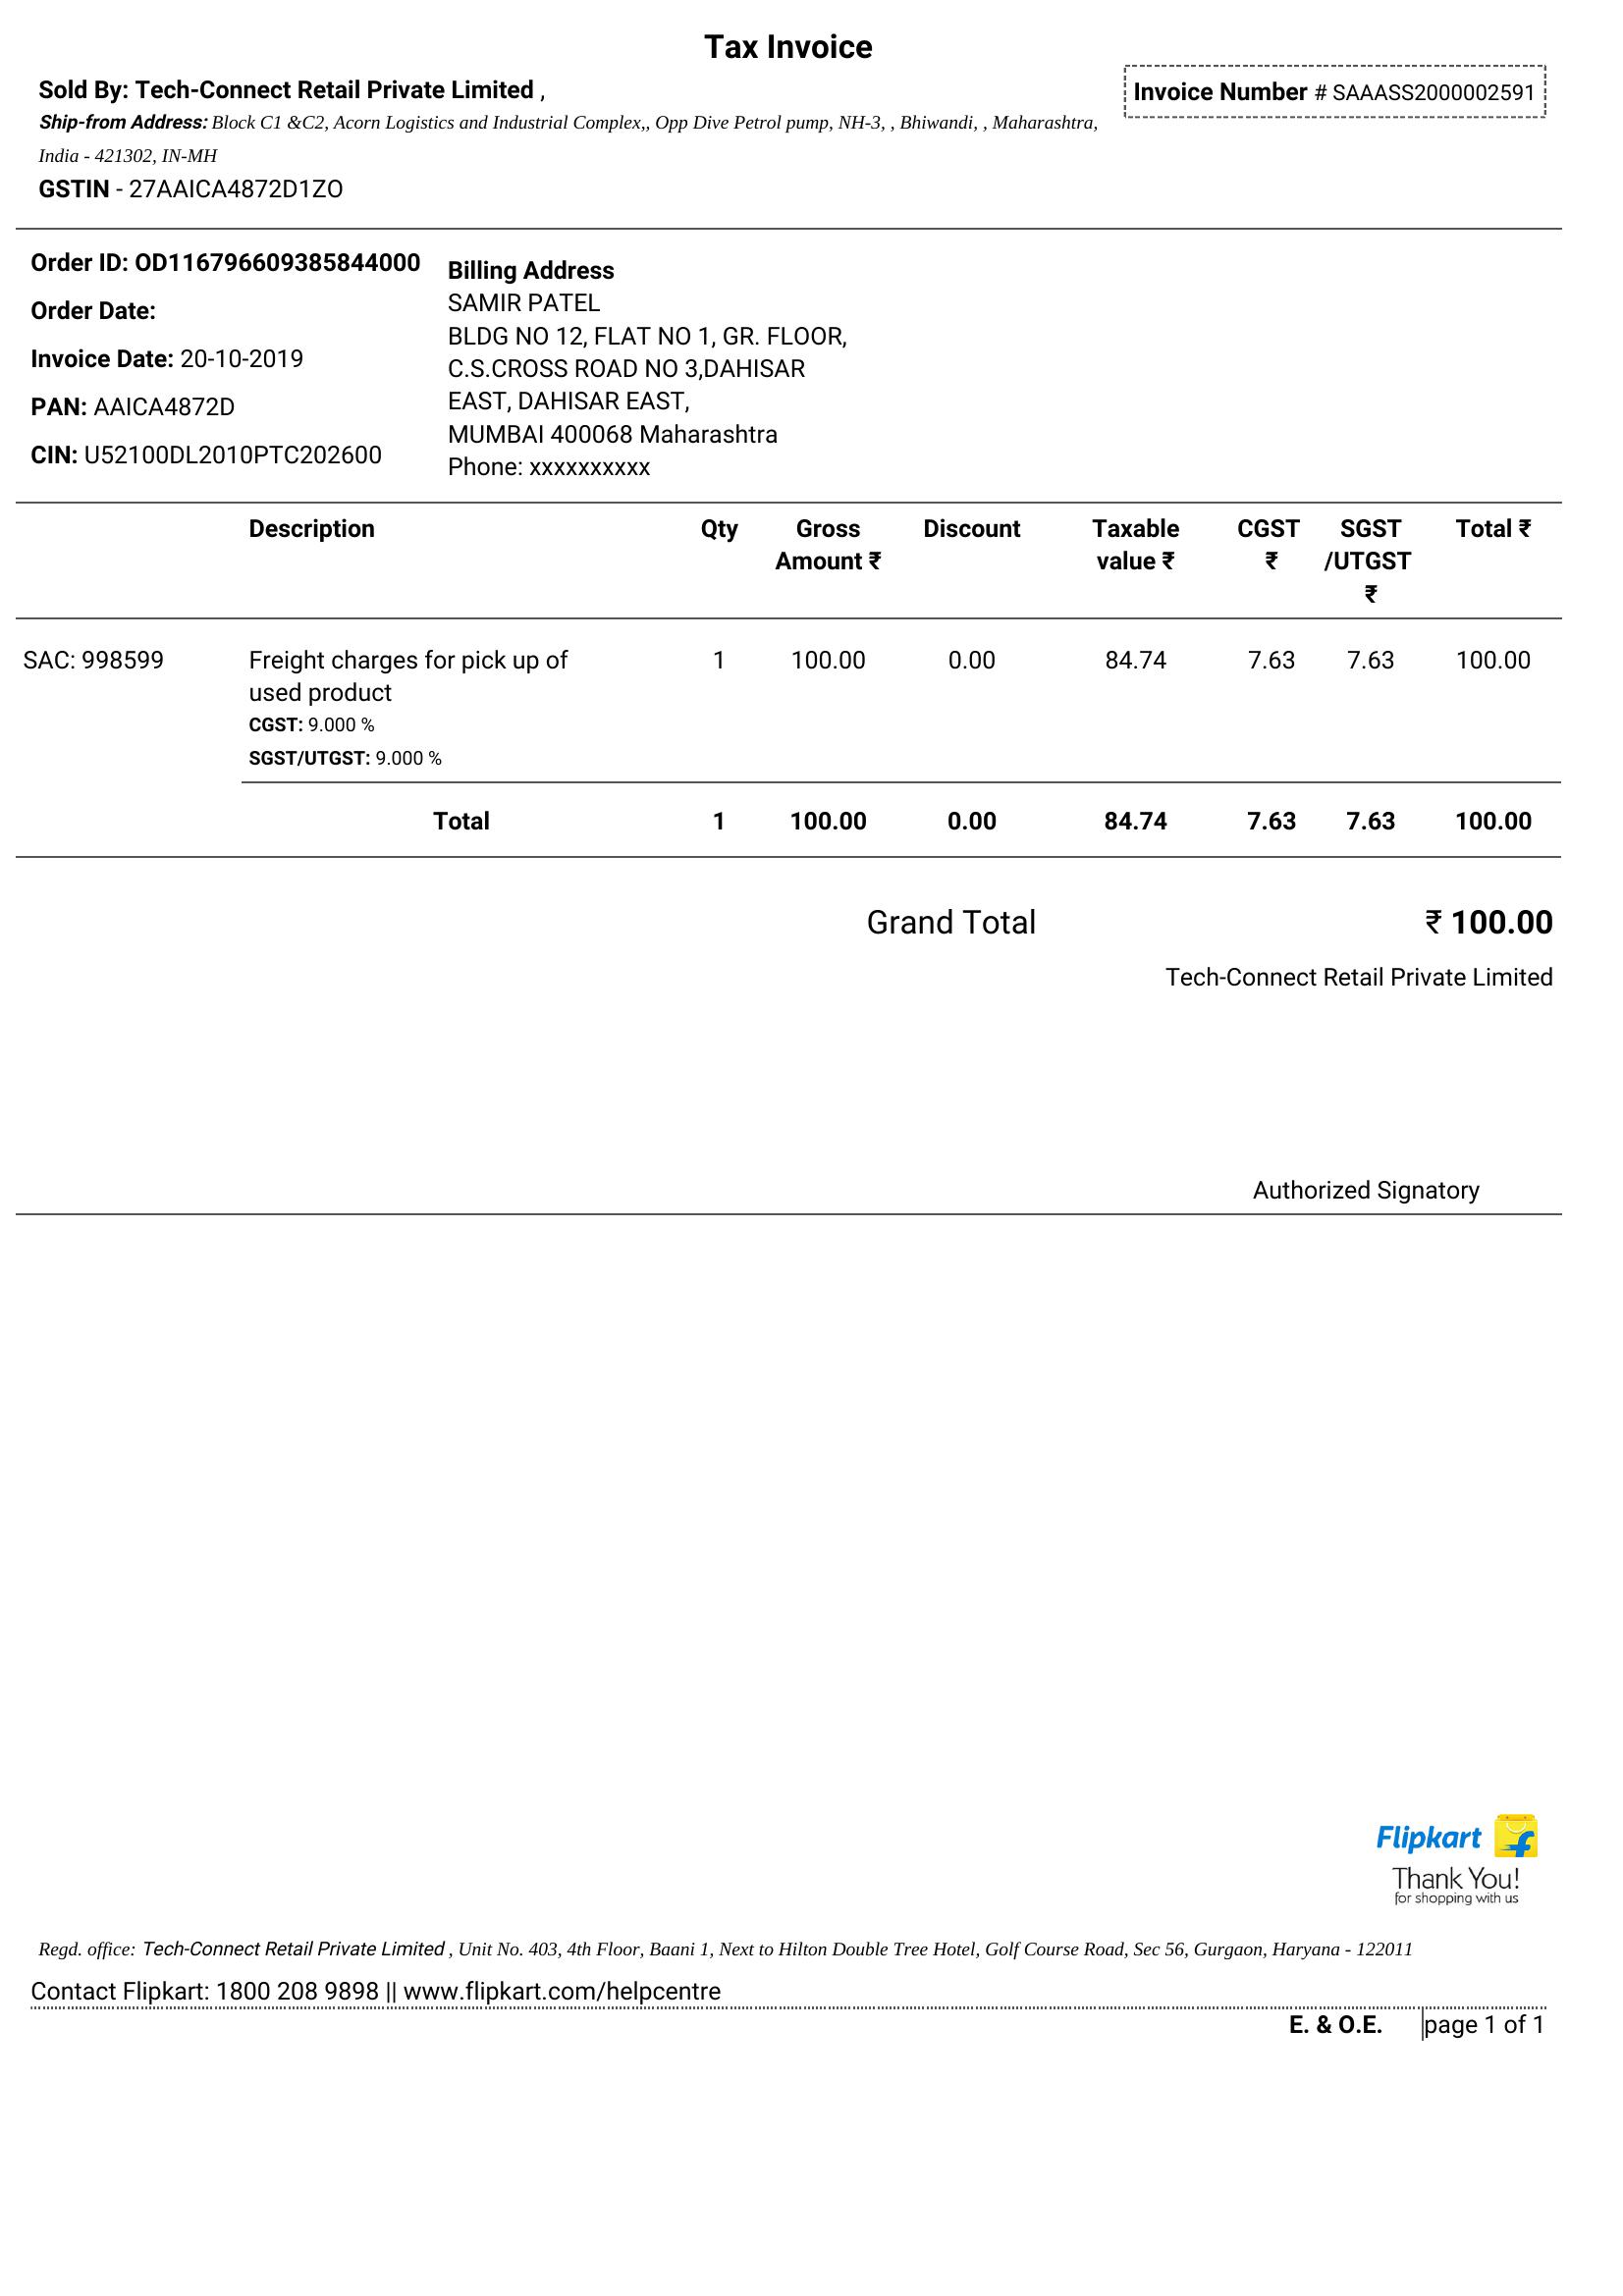 Tax Invoice
Sold By: Tech-Connect Retail Private Limited ,
Invoice Number # SAAASS2000002591
Ship-from Address: Block C1 &C2, Acorn Logistics and Industrial Complex,, Opp Dive Petrol pump, NH-3, , Bhiwandi, , Maharashtra,
India - 421302, IN-MH
GSTIN - 27AAICA4872D1ZO
Order ID: OD116796609385844000
Order Date:
Invoice Date: 20-10-2019
PAN: AAICA4872D
CIN: U52100DL2010PTC202600
Billing Address
SAMIR PATEL
BLDG NO 12, FLAT NO 1, GR. FLOOR,
C.S.CROSS ROAD NO 3,DAHISAR
EAST, DAHISAR EAST,
MUMBAI 400068 Maharashtra
Phone: xxxxxxxxxx
Description Qty Gross Amount ₹ Discount Taxable value ₹ CGST ₹ SGST /UTGST ₹ Total ₹
SAC: 998599 Freight charges for pick up of 1 100.00 0.00 84.74 7.63 7.63 100.00
used product
CGST: 9.000 %
SGST/UTGST: 9.000 %
Total 1 100.00 0.00 84.74 7.63 7.63 100.00
Grand Total ₹ 100.00
Tech-Connect Retail Private Limited
Authorized Signatory
Flipkart
Thank You!
for shopping with us
Regd. office: Tech-Connect Retail Private Limited , Unit No. 403, 4th Floor, Baani 1, Next to Hilton Double Tree Hotel, Golf Course Road, Sec 56, Gurgaon, Haryana - 122011
Contact Flipkart: 1800 208 9898 || www.flipkart.com/helpcentre
E. & O.E. page 1 of 1